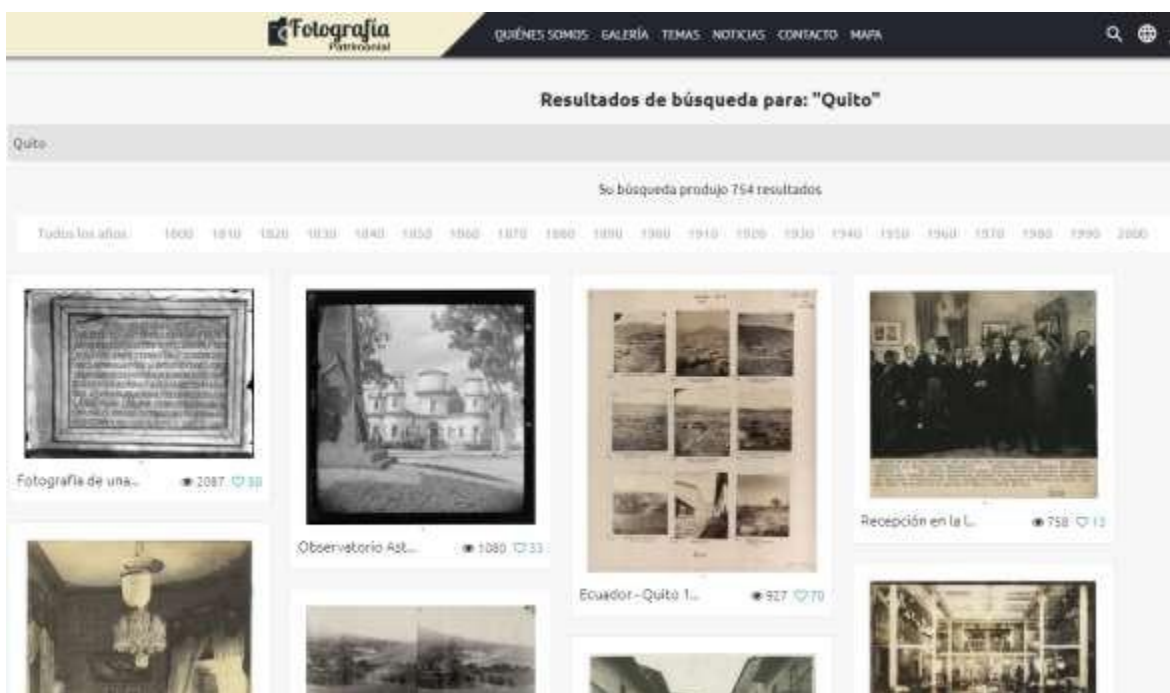 Fotografía
Patrimonial
QUIÉNES SOMOS GALERÍA TEMAS NOTICIAS CONTACTO MAPA
Resultados de búsqueda para: "Quito"
Quito
Su búsqueda produjo 754 resultados
Todos los años 1800 1810 1820 1830 1840 1850 1860 1870 1880 1890 1900 1910 1920 1930 1940 1950 1960 1970 1980 1990 2000
Fotografía de una... 2087
Observatorio Ast... 1080 33
Ecuador - Quito 1... 927 70
Recepción en la I... 758 13